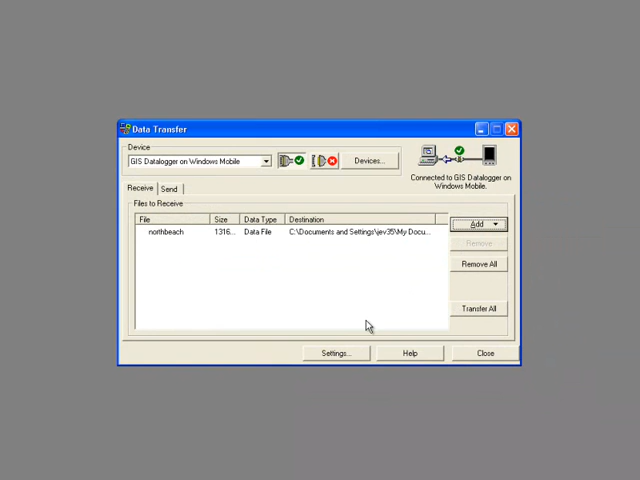 Data Transfer
Device
GIS Datalogger on Windows Mobile
Devices...
Connected to GIS Datalogger on
Windows Mobile.
Receive
Send
Files to Receive
File
Size
Data Type
Destination
northbeach
1316...
Data File
C:\Documents and Settings\jev35\My Docu...
Add
Remove
Remove All
Transfer All
Settings...
Help
Close